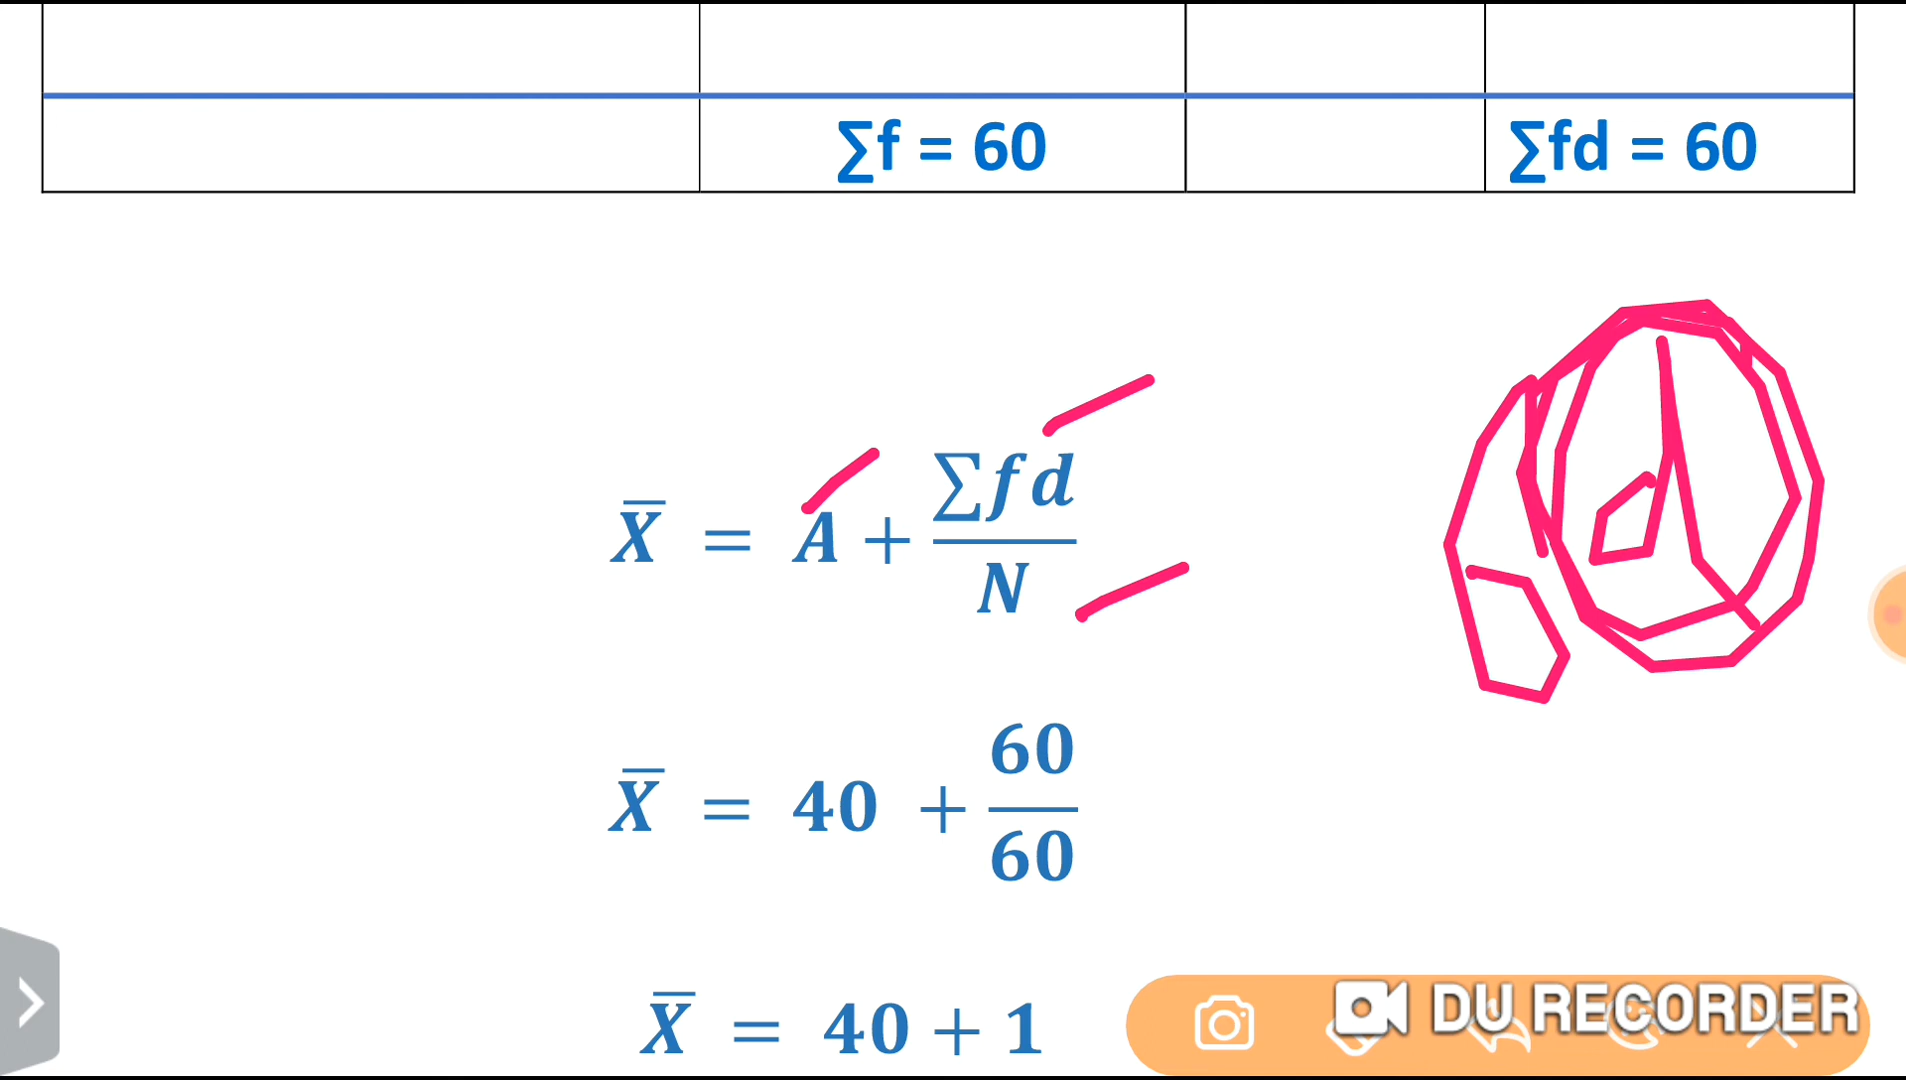 ∑f = 60 ∑fd = 60
X̅ = A + ∑fd / N
X̅ = 40 + 60 / 60
X̅ = 40 + 1
DU RECORDER